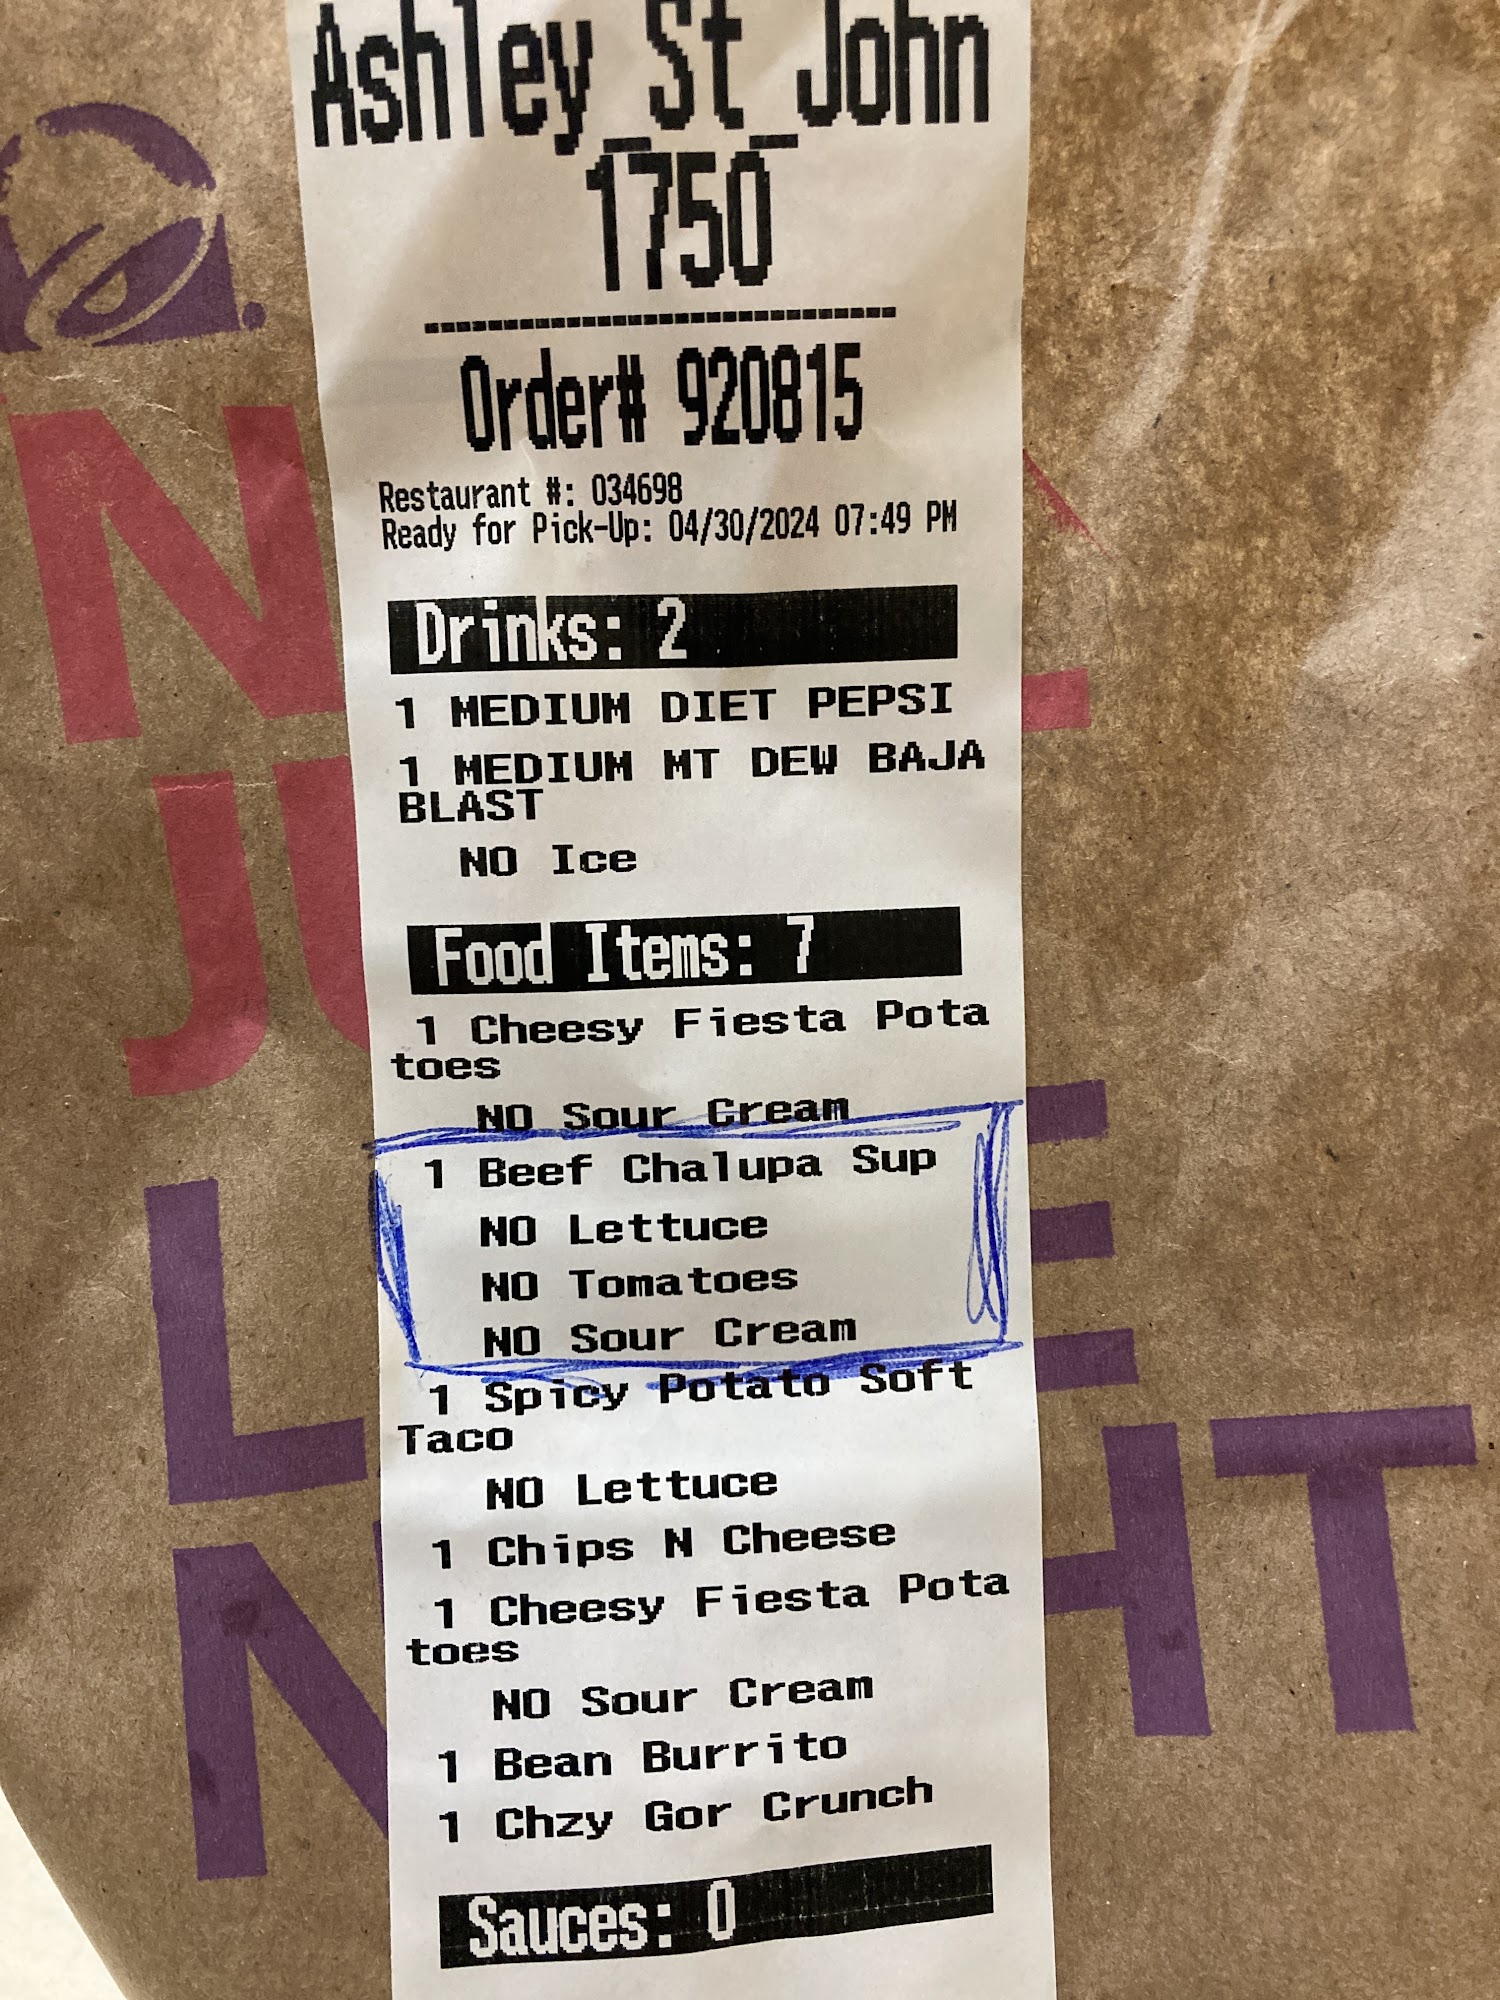 Ashley_St_John
1750
Order# 920815
Restaurant #: 034698
Ready for Pick-Up: 04/30/2024 07:49 PM
Drinks: 2
1 MEDIUM DIET PEPSI
1 MEDIUM MT DEW BAJA
BLAST
NO Ice
Food Items: 7
1 Cheesy Fiesta Pota
toes
NO Sour Cream
1 Beef Chalupa Sup
NO Lettuce
NO Tomatoes
NO Sour Cream
1 Spicy Potato Soft
Taco
NO Lettuce
1 Chips N Cheese
1 Cheesy Fiesta Pota
toes
NO Sour Cream
1 Bean Burrito
1 Chzy Gor Crunch
Sauces: 0